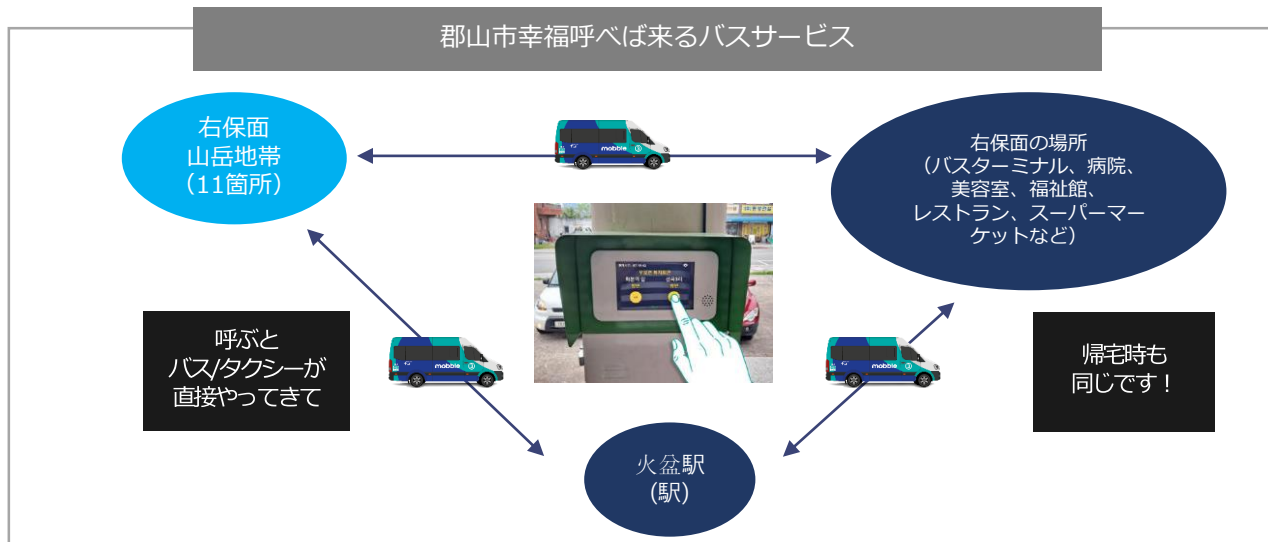 郡山市幸福呼べば来るバスサービス
右保面
山岳地帯
（11箇所）
mobble
右保面の場所
（バスターミナル、病院、
美容室、福祉館、
レストラン、スーパーマー
ケットなど）
呼ぶと
バス/タクシーが
直接やってきて
mobble
mobble
帰宅時も
同じです！
火盆駅
(駅)